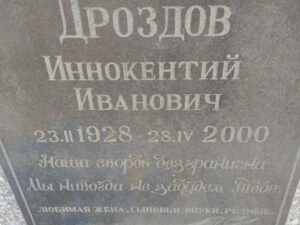 Дроздов
Иннокентий
Иванович
23.II 1928 28.IV 2000
Наша скорбь безгранична
Мы никогда не забудем Тебя.
любимая жена, сыновья, внуки, родные.